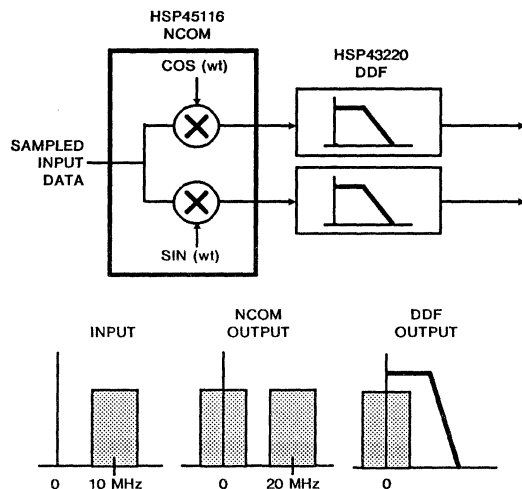 HSP45116
NCOM
COS (wt)
HSP43220
DDF
SAMPLED
INPUT
DATA
SIN (wt)
INPUT
NCOM
OUTPUT
DDF
OUTPUT
0
10 MHz
0
20 MHz
0